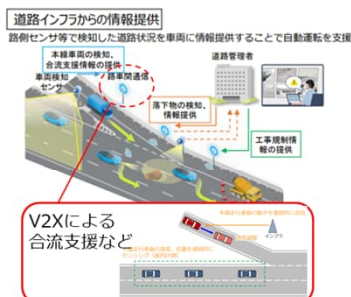 道路インフラからの情報提供
路側センサ等で検知した道路状況を車両に情報提供することで自動運転を支援
本線車両の検知、
合流支援情報の提供
車両検知
センサ
路車間通信
道路管理者
落下物の検知、
情報提供
工事規制情
報の提供
V2Xによる
合流支援など
インフラ